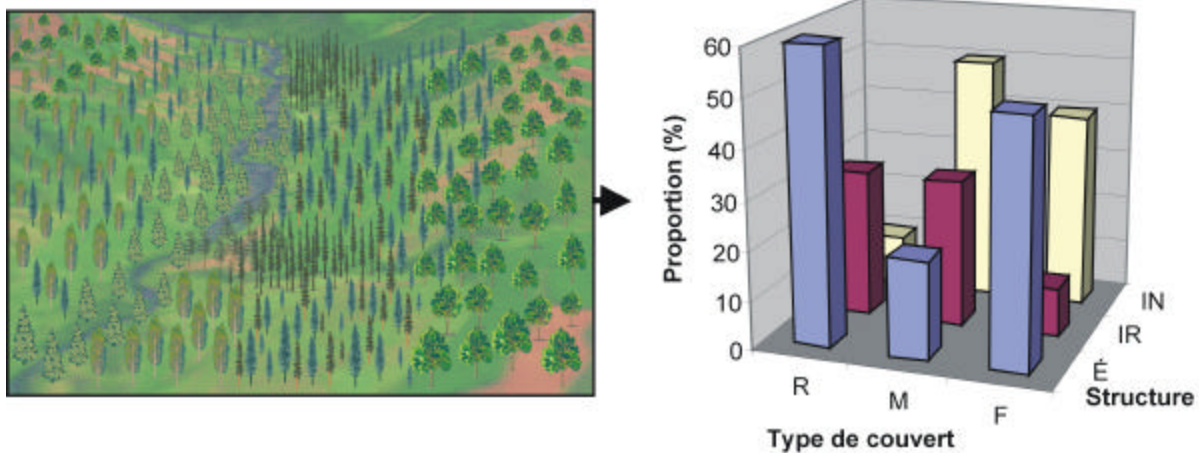 60
50
40
30
20
10
0
Proportion (%)
R
M
F
É
IR
IN
Structure
Type de couvert